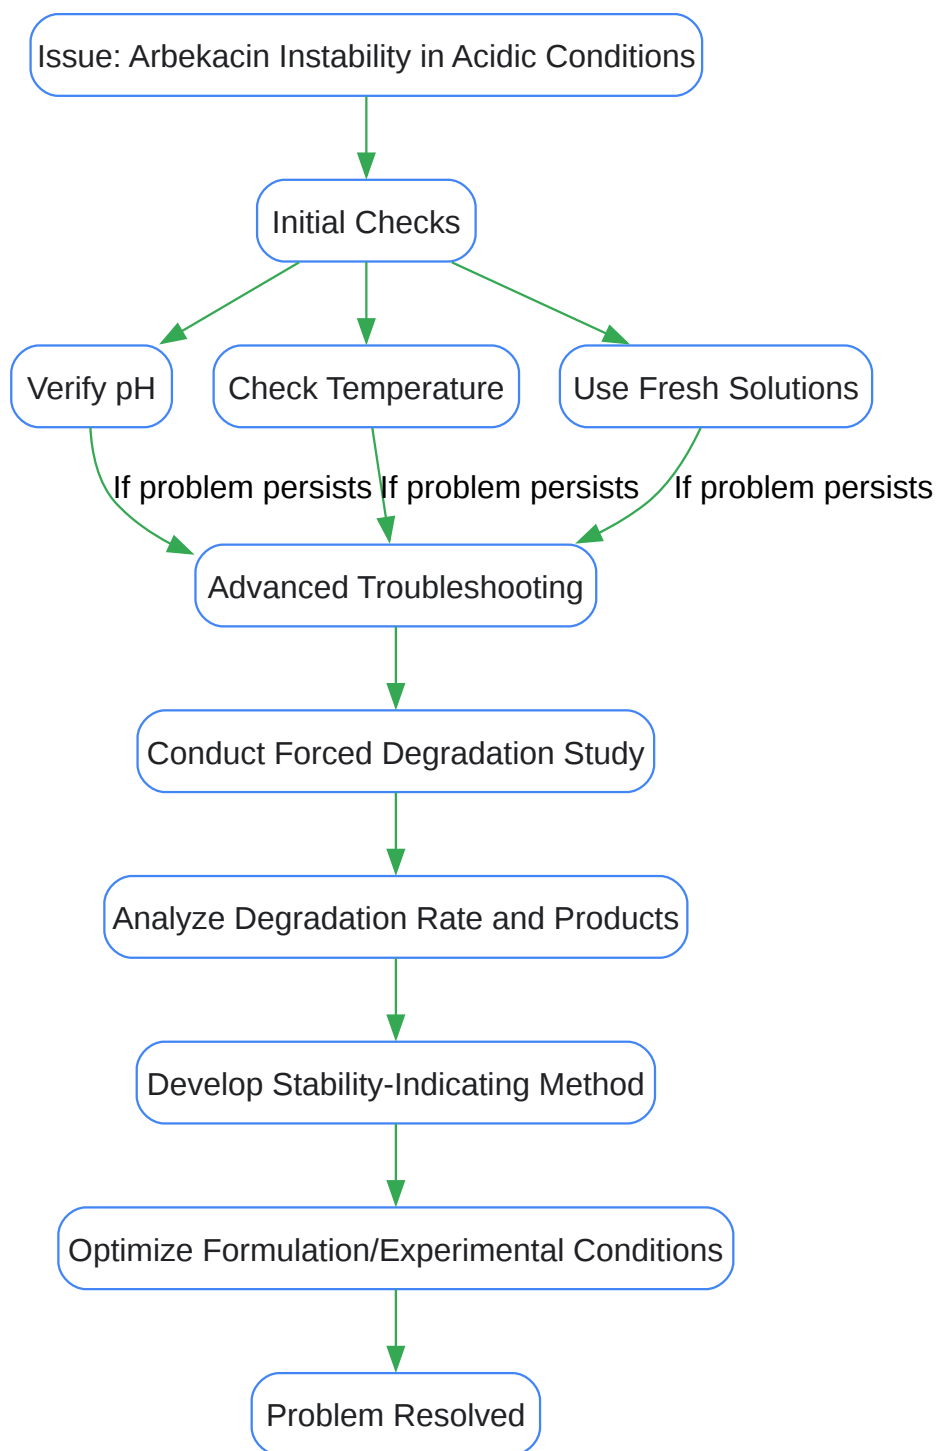 Issue: Arbekacin Instability in Acidic Conditions
Initial Checks
Verify pH
Check Temperature
Use Fresh Solutions
If problem persists
If problem persists
If problem persists
Advanced Troubleshooting
Conduct Forced Degradation Study
Analyze Degradation Rate and Products
Develop Stability-Indicating Method
Optimize Formulation/Experimental Conditions
Problem Resolved